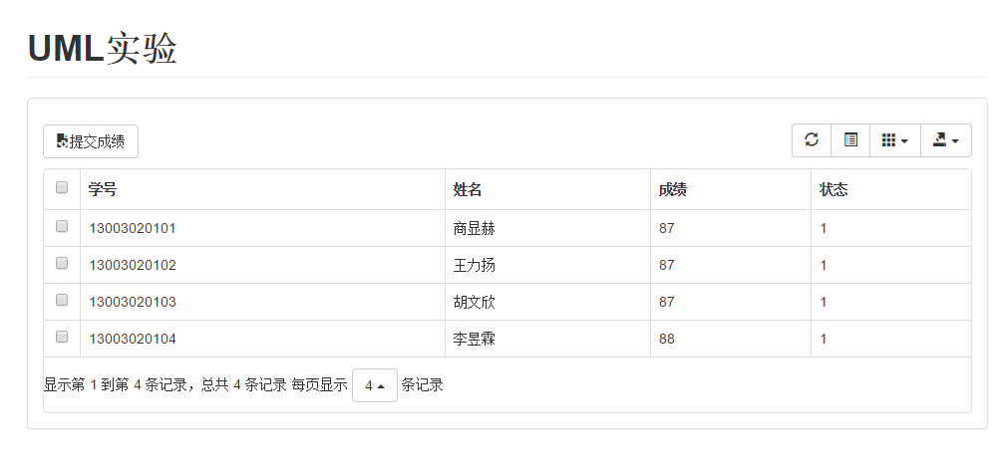 UML实验
提交成绩
学号 姓名 成绩 状态
13003020101 商显赫 87 1
13003020102 王力扬 87 1
13003020103 胡文欣 87 1
13003020104 李昱霖 88 1
显示第 1 到第 4 条记录，总共 4 条记录 每页显示 4 条记录